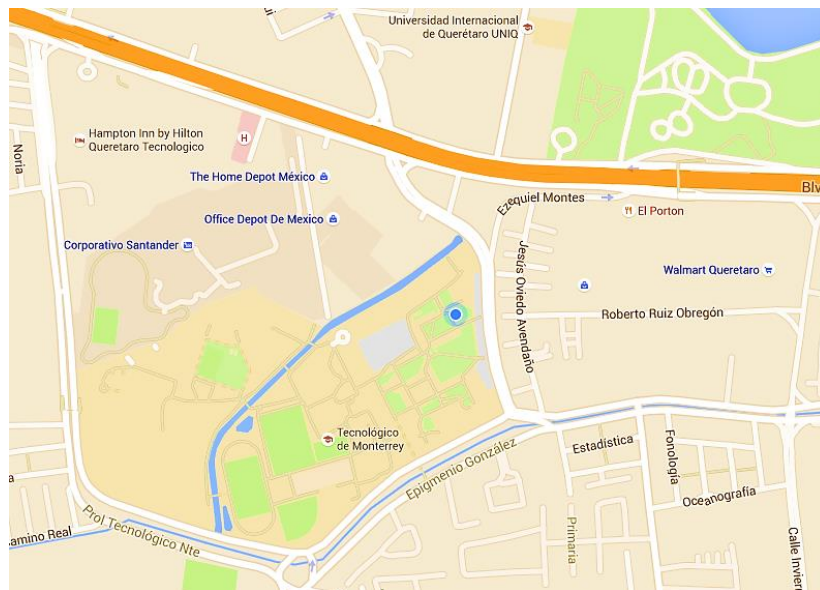 Universidad Internacional
de Querétaro UNIQ
Noria
Hampton Inn by Hilton
Queretaro Tecnologico
H
The Home Depot México
Blv
Ezequiel Montes
El Porton
Office Depot De Mexico
Corporativo Santander
Jesús Oviedo Avendaño
Walmart Queretaro
Roberto Ruiz Obregón
Tecnológico
de Monterrey
Epigmenio González
Estadística
Fonología
Oceanografía
Prol Tecnológico Nte
Camino Real
Primaria
Calle Invier